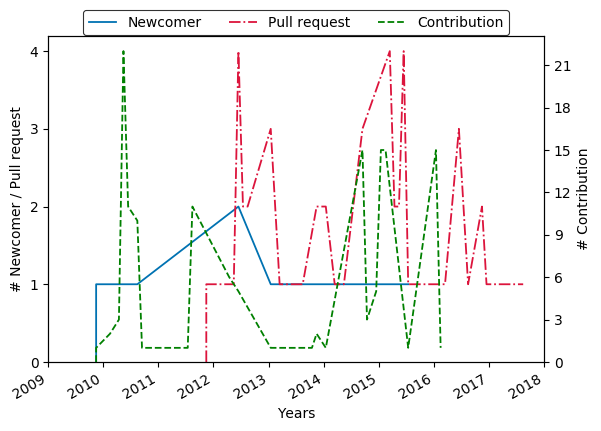 Newcomer Pull request Contribution
# Newcomer / Pull request
4
3
2
1
0
21
18
15
12
9
6
3
0
# Contribution
2009 2010 2011 2012 2013 2014 2015 2016 2017 2018
Years